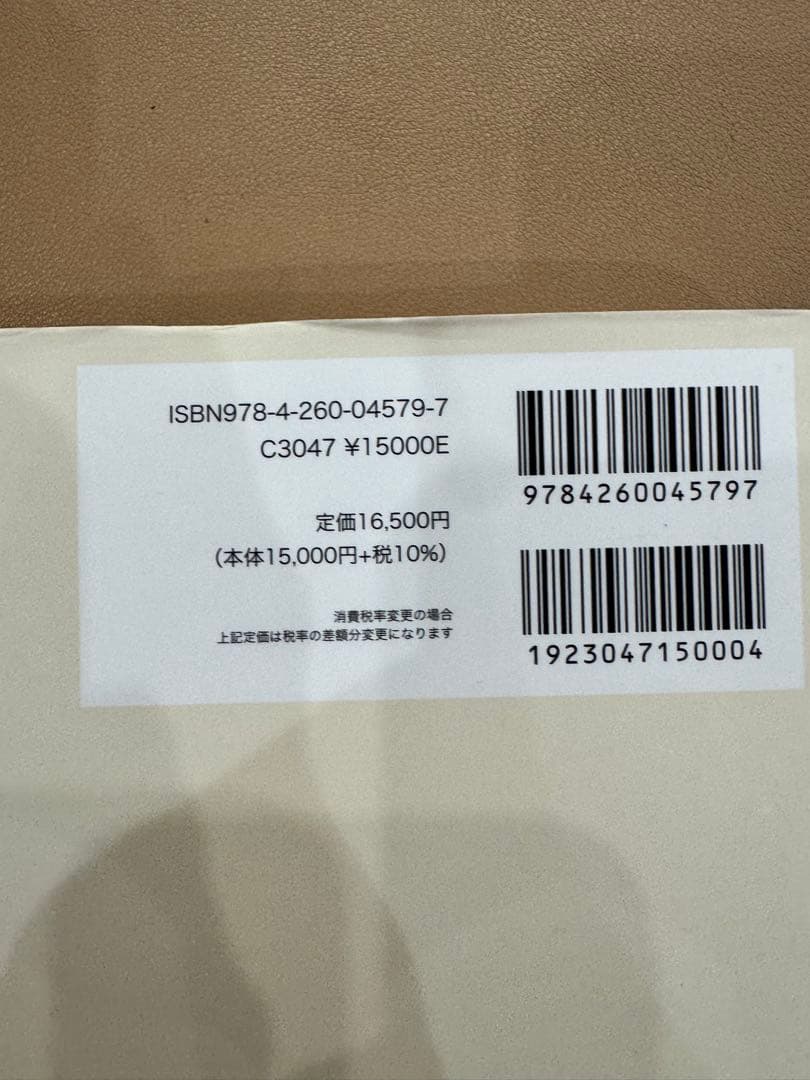 ISBN978-4-260-04579-7
C3047 ¥15000E
定価16,500円
(本体15,000円+税10%)
消費税率変更の場合
上記定価は税率の差額分変更になります
9784260045797
1923047150004